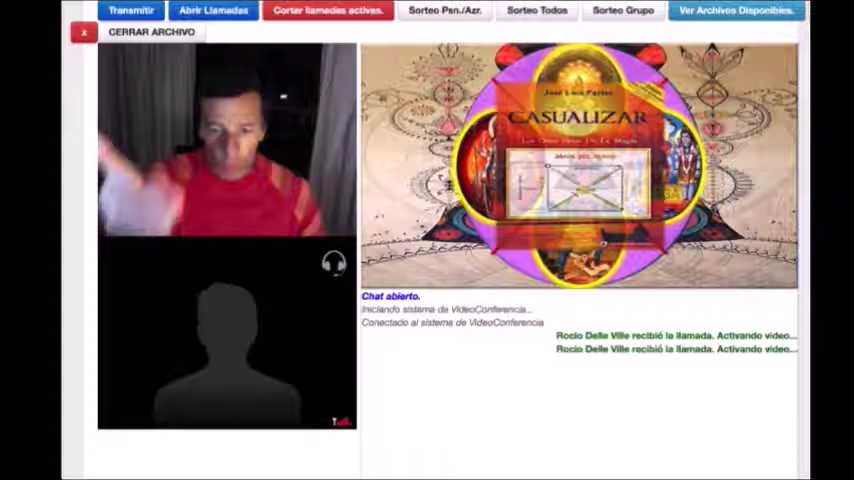 Transmitir
Abrir Llamadas
Cortar llamadas activas.
Sorteo Pan./Azr.
Sorteo Todos
Sorteo Grupo
Ver Archivos Disponibles.
x
CERRAR ARCHIVO
José Luis Parise
CASUALIZAR
Chat abierto.
Iniciando sistema de VideoConferencia...
Conectado al sistema de VideoConferencia
Rocio Delle Ville recibió la llamada. Activando video...
Rocio Delle Ville recibió la llamada. Activando video...